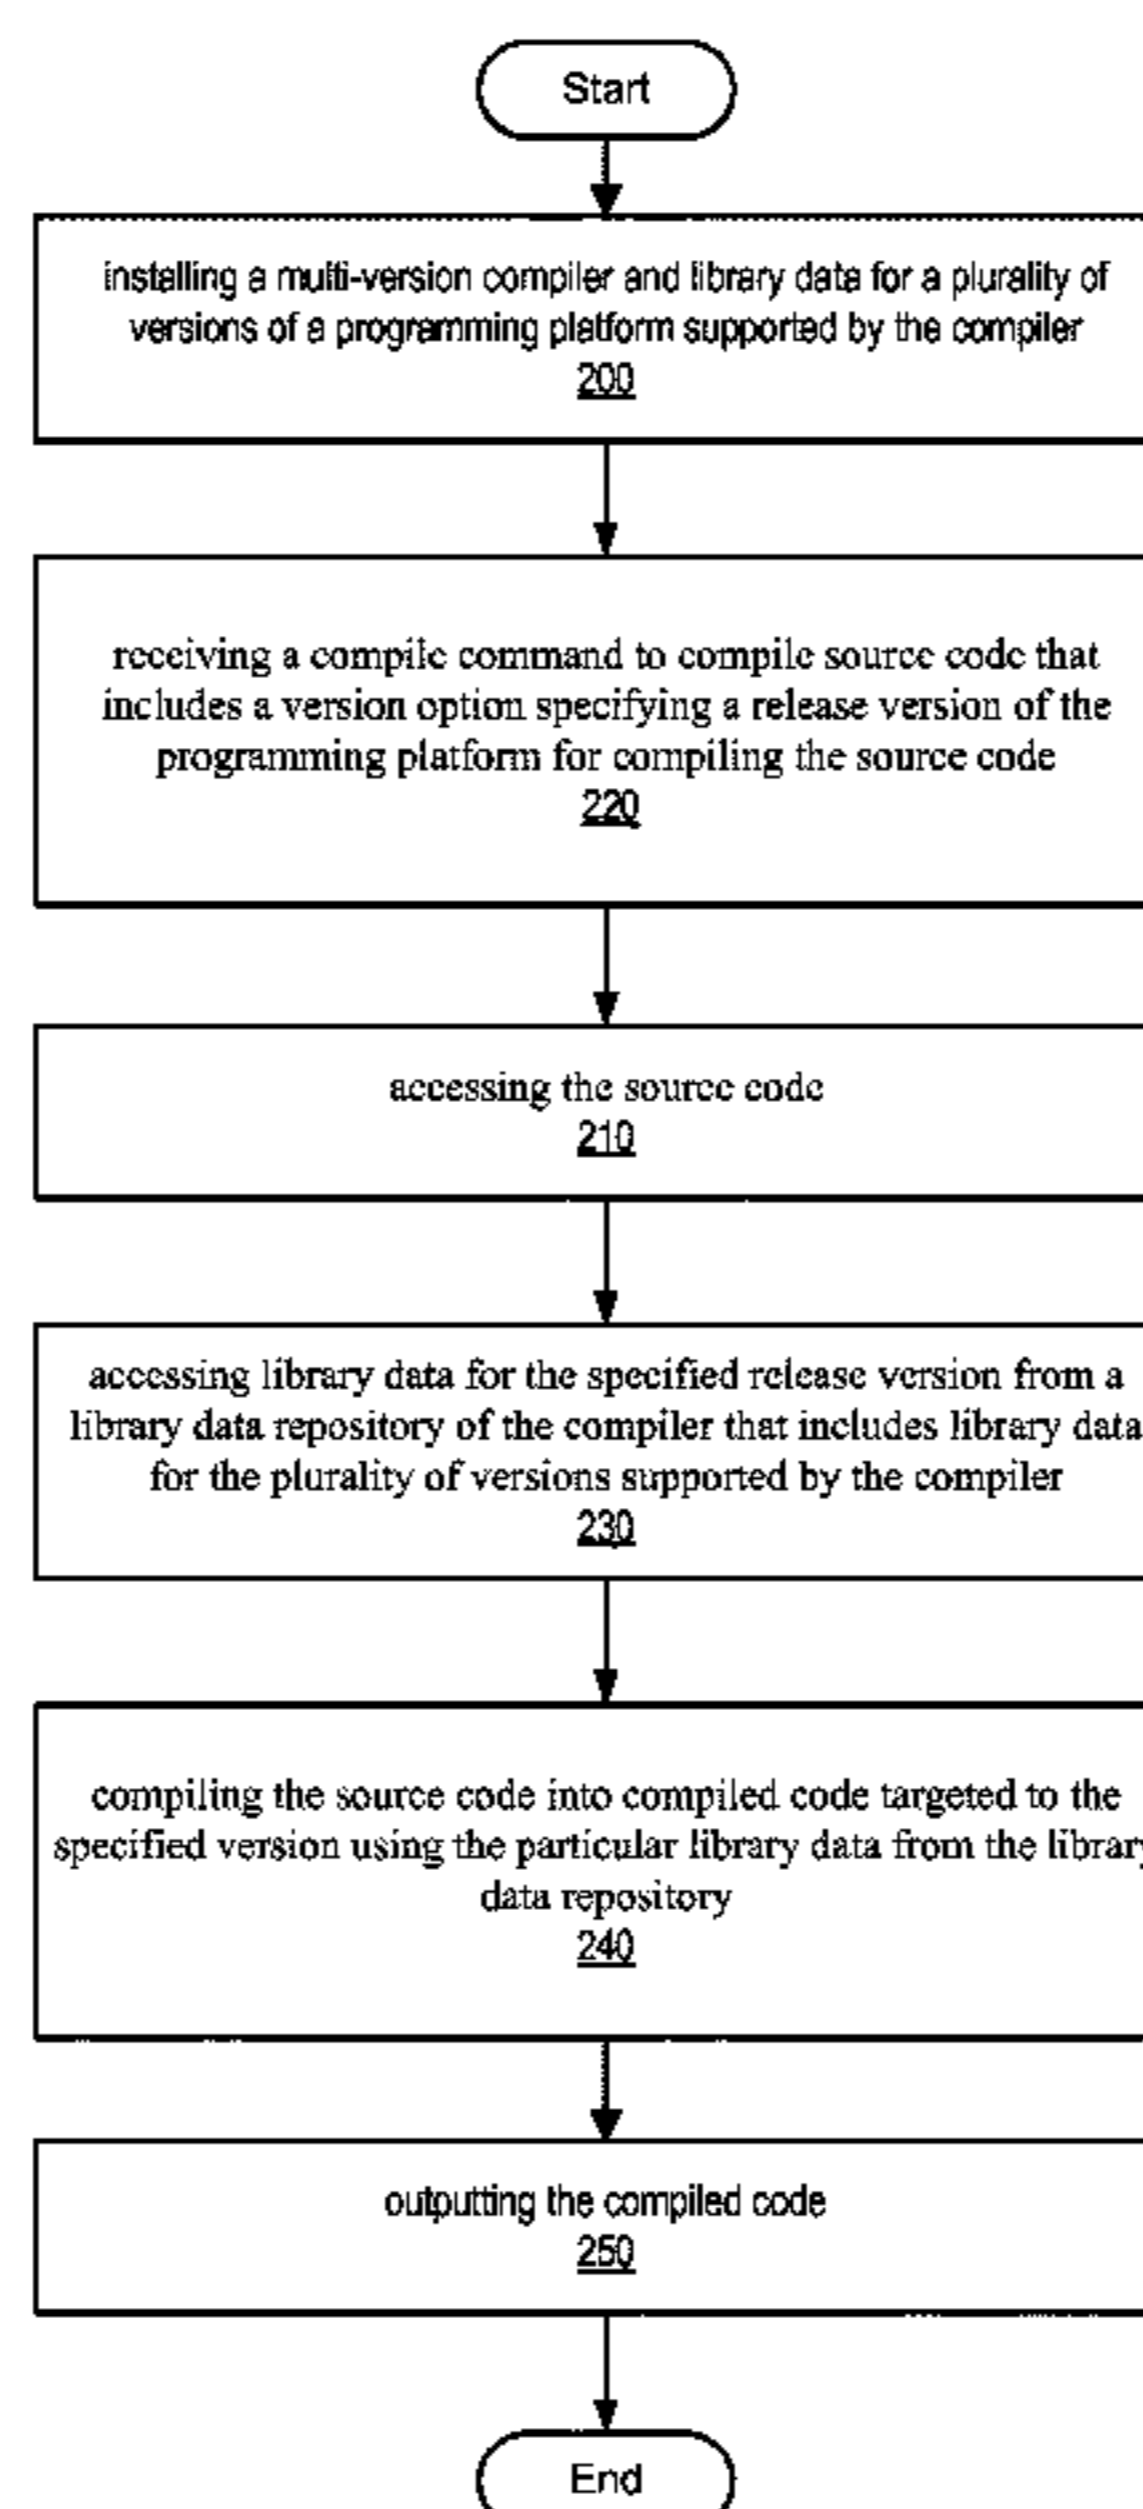 Start
installing a multi-version compiler and library data for a plurality of
versions of a programming platform supported by the compiler
200
receiving a compile command to compile source code that
includes a version option specifying a release version of the
programming platform for compiling the source code
220
accessing the source code
210
accessing library data for the specified release version from a
library data repository of the compiler that includes library data
for the plurality of versions supported by the compiler
230
compiling the source code into compiled code targeted to the
specified version using the particular library data from the library
data repository
240
outputting the compiled code
250
End